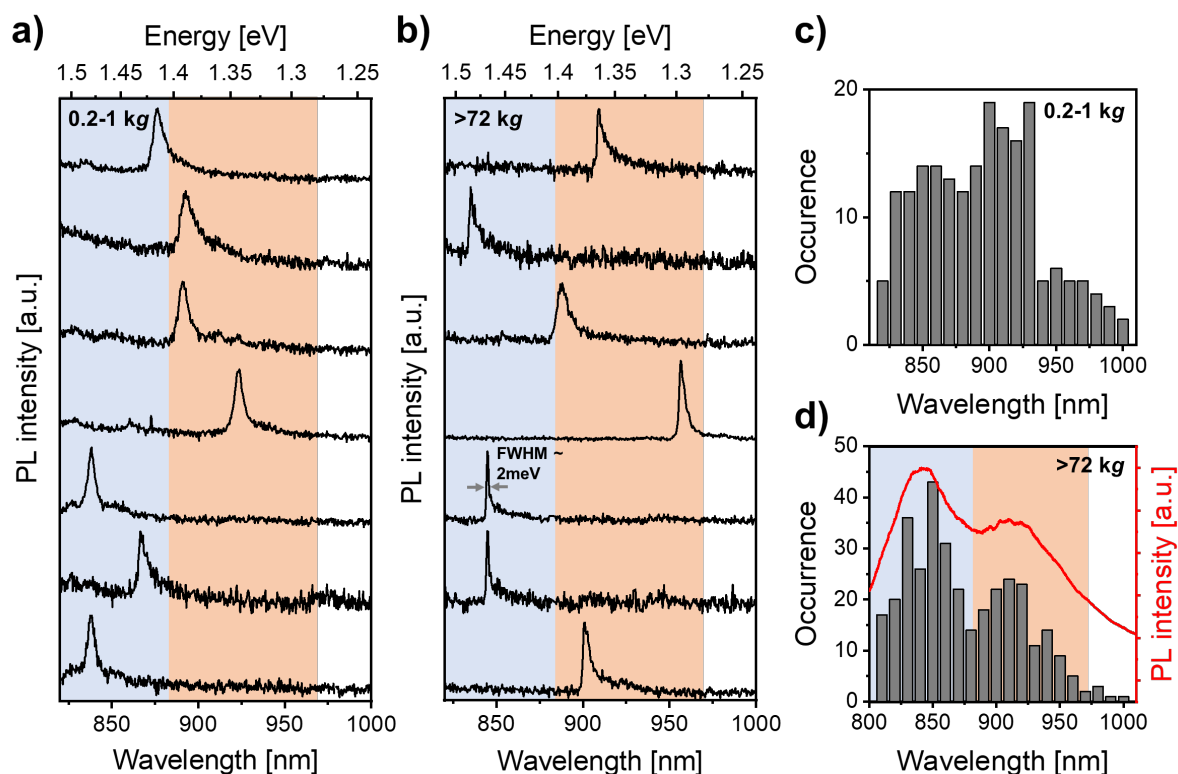 a)
Energy [eV]
1.5 1.45 1.4 1.35 1.3 1.25
0.2-1 kg
PL intensity [a.u.]
850 900 950 1000
Wavelength [nm]
b)
Energy [eV]
1.5 1.45 1.4 1.35 1.3 1.25
>72 kg
PL intensity [a.u.]
FWHM ~
2meV
850 900 950 1000
Wavelength [nm]
c)
20
10
0
Occurence
0.2-1 kg
850 900 950 1000
Wavelength [nm]
d)
50
40
30
20
10
0
Occurrence
>72 kg
PL intensity [a.u.]
800 850 900 950 1000
Wavelength [nm]